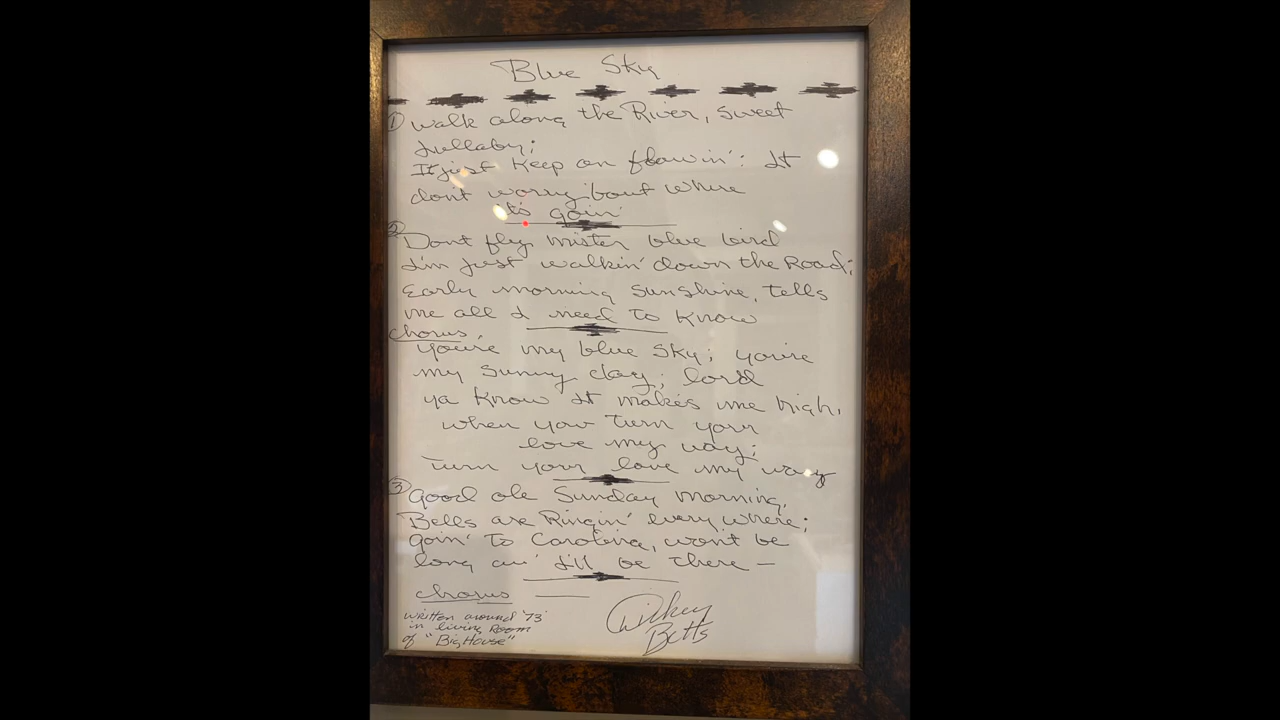 Blue Sky
① Walk along the River, sweet
Lullaby;
It just keep on flowin': It
dont worry 'bout where
its goin'
② Dont fly mister blue bird
I'm just walkin' down the Road;
Early morning sunshine, tells
me all I need to know
chorus
you're my blue sky; you're
my sunny day; lord
ya know it makes me high,
when you turn your
love my way;
Turn your love my way
③ Good ole Sunday morning,
Bells are Ringin' every where;
goin' to Carolina, won't be
long an' I'll be there —
chorus
written around '73
in living Room
of "Big House"
Dickey
Betts